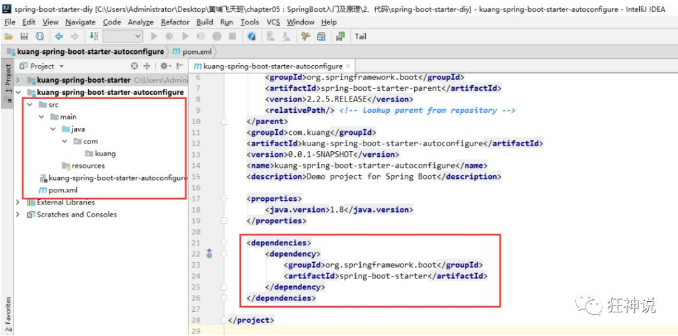 spring-boot-starter-diy [C:\Users\Administrator\Desktop\黄埔飞天班\chapter05：SpringBoot入门及原理\2、代码\spring-boot-starter-diy] - kuang-spring-boot-starter-autoconfigure - IntelliJ IDEA
File Edit View Navigate Code Analyze Refactor Build Run Tools VCS Window Help
Tail
kuang-spring-boot-starter-autoconfigure pom.xml
Project
kuang-spring-boot-starter-autoconfigure
kuang-spring-boot-starter C:\Users\Admini
kuang-spring-boot-starter-autoconfigure
src
main
java
com
kuang
resources
kuang-spring-boot-starter-autoconfigure
pom.xml
External Libraries
Scratches and Consoles
1: Project
2: Favorites
6 <groupId>org.springframework.boot</groupId>
7 <artifactId>spring-boot-starter-parent</artifactId>
8 <version>2.2.5.RELEASE</version>
9 <relativePath/> <!-- lookup parent from repository -->
10 </parent>
11 <groupId>com.kuang</groupId>
12 <artifactId>kuang-spring-boot-starter-autoconfigure</artifactId>
13 <version>0.0.1-SNAPSHOT</version>
14 <name>kuang-spring-boot-starter-autoconfigure</name>
15 <description>Demo project for Spring Boot</description>
16
17 <properties>
18 <java.version>1.8</java.version>
19 </properties>
20
21 <dependencies>
22 <dependency>
23 <groupId>org.springframework.boot</groupId>
24 <artifactId>spring-boot-starter</artifactId>
25 </dependency>
26 </dependencies>
27
28 </project>
29
狂神说